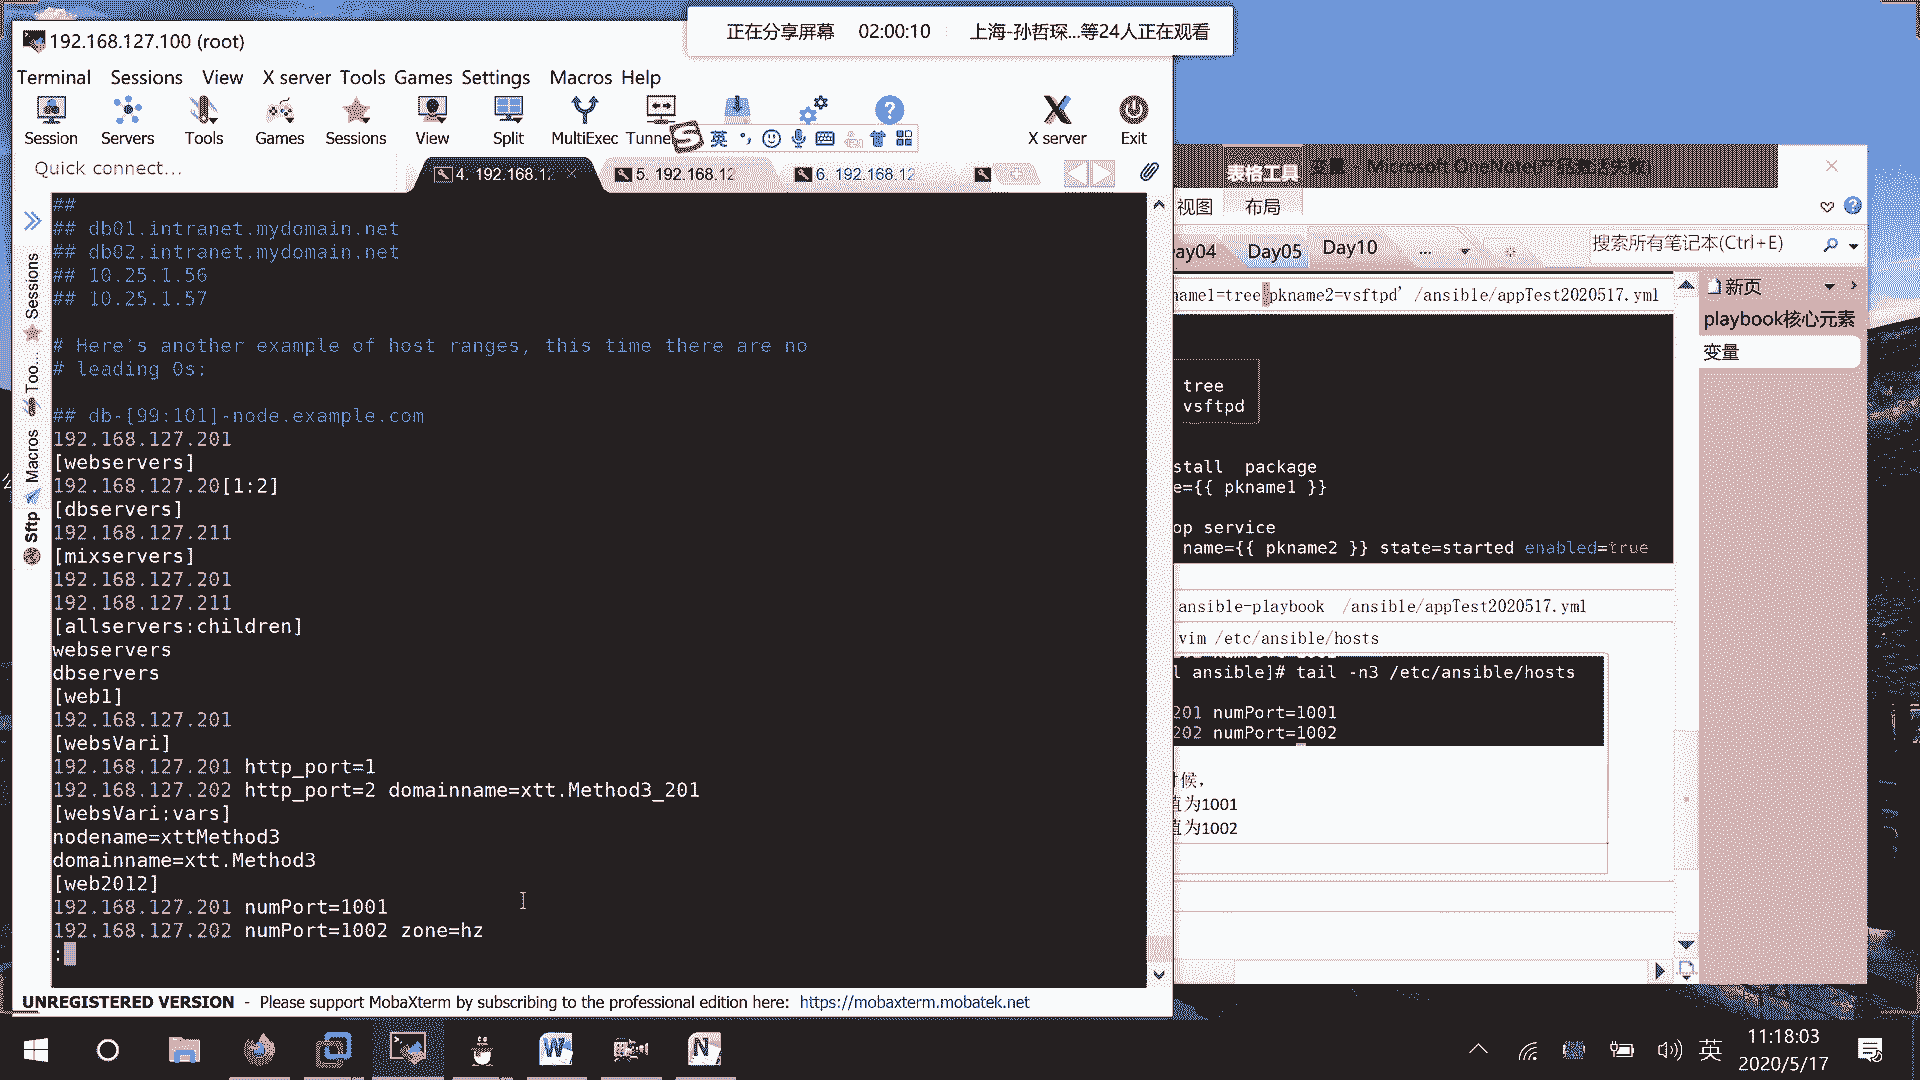 正在分享屏幕 02:00:10 上海-孙哲琛...等24人正在观看
192.168.127.100 (root)
Terminal Sessions View X server Tools Games Settings Macros Help
Session Servers Tools Games Sessions View Split MultiExec Tunne X server Exit
英
Quick connect...
4. 192.168.12
5. 192.168.12
6. 192.168.12
Sessions
Too...
Macros
Sftp
##
## db01.intranet.mydomain.net
## db02.intranet.mydomain.net
## 10.25.1.56
## 10.25.1.57
# Here's another example of host ranges, this time there are no
# leading 0s:
## db-[99:101]-node.example.com
192.168.127.201
[webservers]
192.168.127.20[1:2]
[dbservers]
192.168.127.211
[mixservers]
192.168.127.201
192.168.127.211
[allservers:children]
webservers
dbservers
[web1]
192.168.127.201
[websVari]
192.168.127.201 http_port=1
192.168.127.202 http_port=2 domainname=xtt.Method3_201
[websVari:vars]
nodename=xttMethod3
domainname=xtt.Method3
[web2012]
192.168.127.201 numPort=1001
192.168.127.202 numPort=1002 zone=hz
:
UNREGISTERED VERSION - Please support MobaXterm by subscribing to the professional edition here: https://mobaxterm.mobatek.net
表格工具 变量 - Microsoft OneNote(产品激活失败)
视图 布局
ay04 Day05 Day10 ... 搜索所有笔记本(Ctrl+E)
新页
playbook核心元素
变量
name1=tree pkname2=vsftpd' /ansible/appTest2020517.yml
tree
vsftpd
stall package
e={{ pkname1 }}
op service
name={{ pkname2 }} state=started enabled=true
ansible-playbook /ansible/appTest2020517.yml
vim /etc/ansible/hosts
l ansible]# tail -n3 /etc/ansible/hosts
201 numPort=1001
202 numPort=1002
时候，
值为1001
值为1002
英 11:18:03
2020/5/17